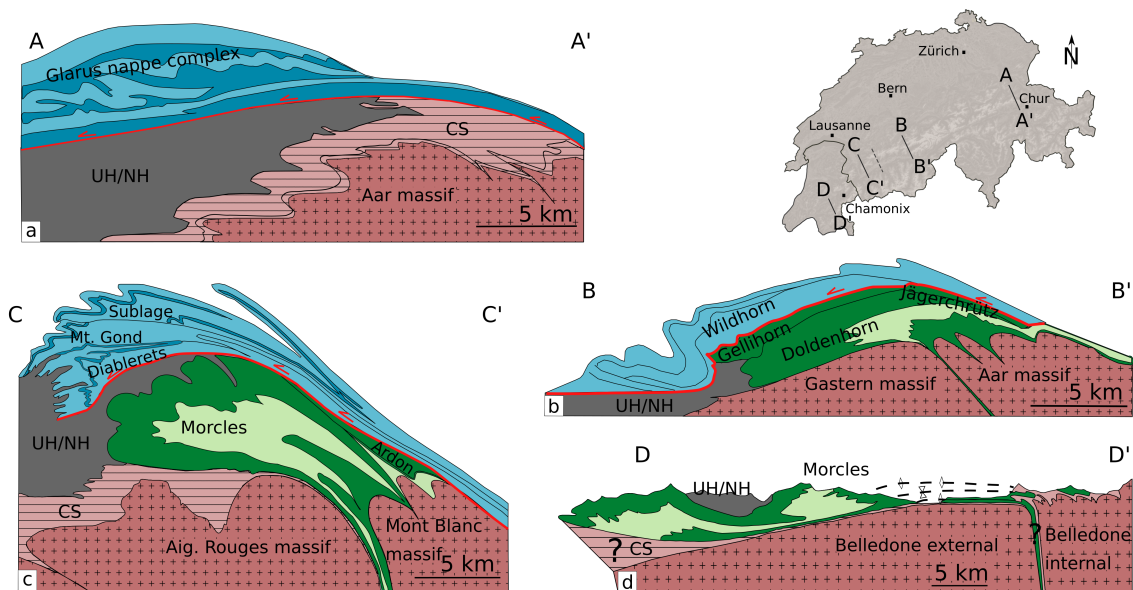 A
A'
Glarus nappe complex
CS
UH/NH
Aar massif
5 km
a
N
Zürich
A
Bern
Chur
A'
Lausanne
B
C
B'
D
C'
Chamonix
D'
C
C'
Sublage
Mt. Gond
Diablerets
Morcles
UH/NH
Ardon
CS
Mont Blanc
massif
Aig. Rouges massif
5 km
c
B
B'
Jägerchrütz
Wildhorn
Gellihorn
Doldenhorn
Aar massif
Gastern massif
5 km
UH/NH
b
D
D'
Morcles
UH/NH
?
CS
?
Belledone external
Belledone
internal
5 km
d